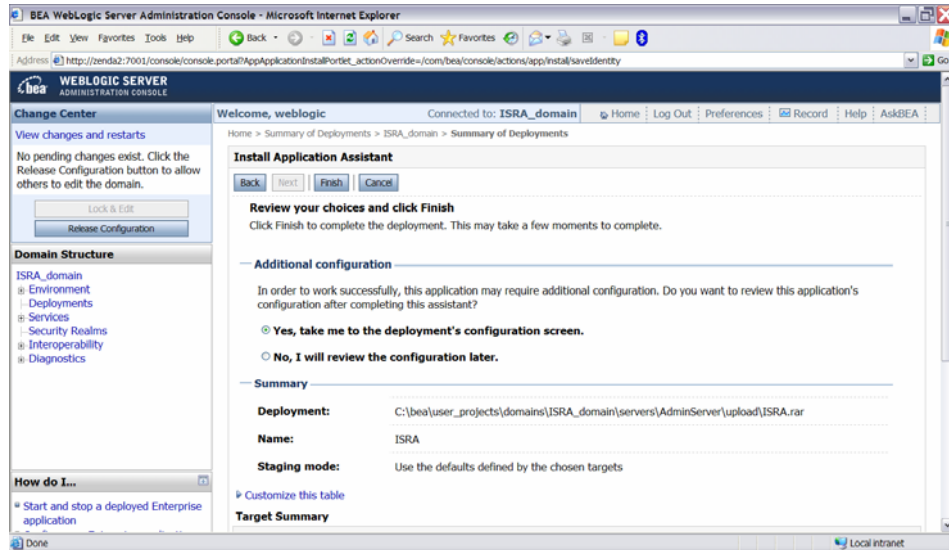 BEA WebLogic Server Administration Console - Microsoft Internet Explorer
File Edit View Favorites Tools Help
Back Search Favorites
Address http://zenda2:7001/console/console.portal?AppApplicationInstallPortlet_actionOverride=/com/bea/console/actions/app/install/saveIdentity Go
bea WEBLOGIC SERVER
ADMINISTRATION CONSOLE
Change Center
View changes and restarts
No pending changes exist. Click the
Release Configuration button to allow
others to edit the domain.
Lock & Edit
Release Configuration
Domain Structure
ISRA_domain
Environment
Deployments
Services
Security Realms
Interoperability
Diagnostics
How do I...
Start and stop a deployed Enterprise
application
Welcome, weblogic Connected to: ISRA_domain Home Log Out Preferences Record Help AskBEA
Home > Summary of Deployments > ISRA_domain > Summary of Deployments
Install Application Assistant
Back Next Finish Cancel
Review your choices and click Finish
Click Finish to complete the deployment. This may take a few moments to complete.
Additional configuration
In order to work successfully, this application may require additional configuration. Do you want to review this application's
configuration after completing this assistant?
Yes, take me to the deployment's configuration screen.
No, I will review the configuration later.
Summary
Deployment: C:\bea\user_projects\domains\ISRA_domain\servers\AdminServer\upload\ISRA.rar
Name: ISRA
Staging mode: Use the defaults defined by the chosen targets
Customize this table
Target Summary
Done Local intranet